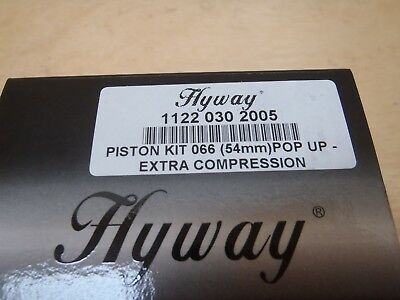 Hyway®
1122 030 2005
PISTON KIT 066 (54mm)POP UP -
EXTRA COMPRESSION
Hyway®